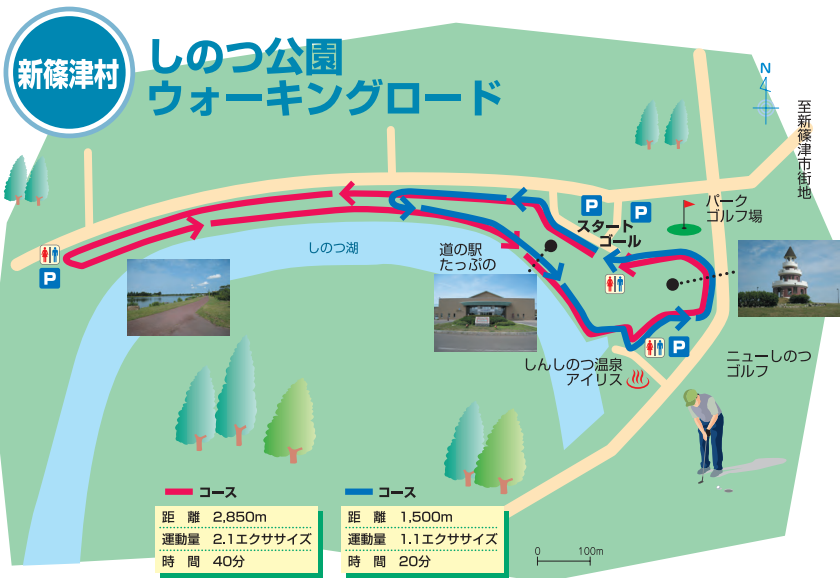 新篠津村
しのつ公園
ウォーキングロード
N
至新篠津市街地
P
P
パーク
ゴルフ場
スタート
ゴール
しのつ湖
道の駅
たっぷの
P
P
しんしのつ温泉
アイリス
ニューしのつ
ゴルフ
コース
距離 2,850m
運動量 2.1エクササイズ
時間 40分
コース
距離 1,500m
運動量 1.1エクササイズ
時間 20分
0 100m